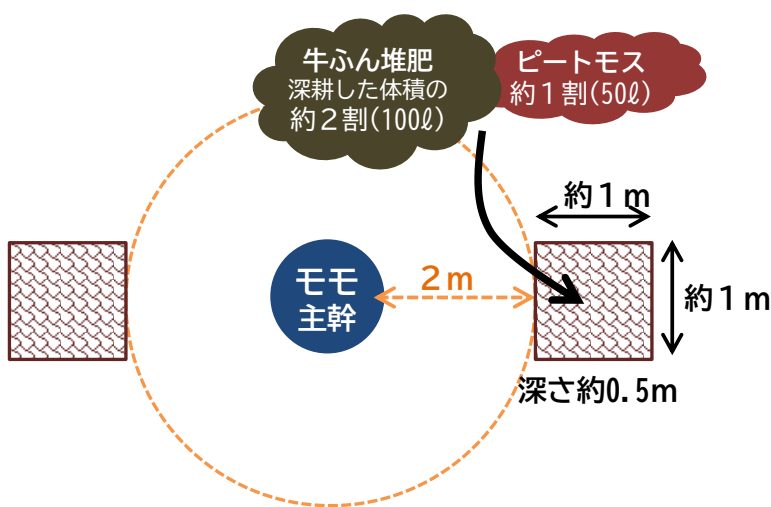 牛ふん堆肥
深耕した体積の
約２割(100ℓ)
ピートモス
約１割(50ℓ)
約１ｍ
モモ
主幹
２ｍ
約１ｍ
深さ約0.5ｍ